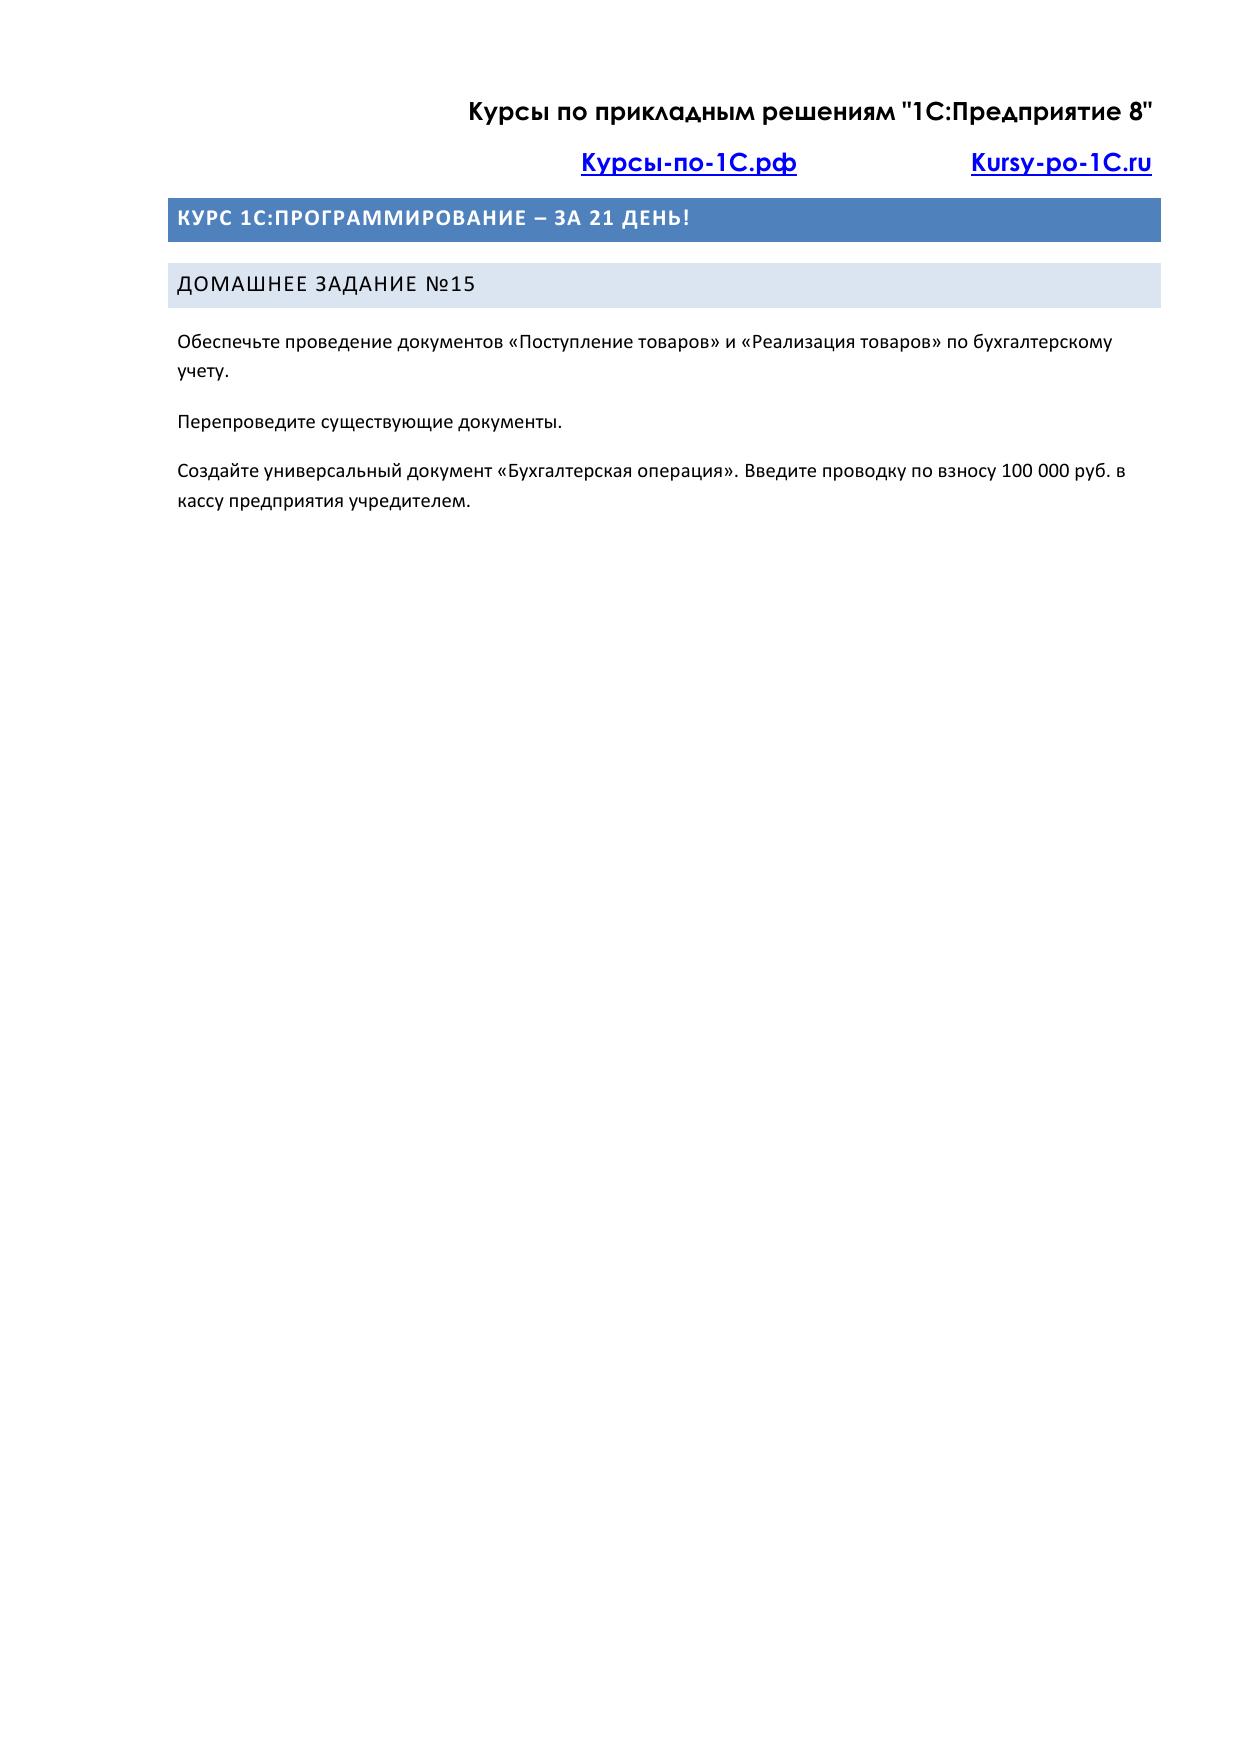 Курсы по прикладным решениям "1С:Предприятие 8"
Курсы-по-1С.рф Kursy-po-1C.ru
КУРС 1С:ПРОГРАММИРОВАНИЕ – ЗА 21 ДЕНЬ!
ДОМАШНЕЕ ЗАДАНИЕ №15
Обеспечьте проведение документов «Поступление товаров» и «Реализация товаров» по бухгалтерскому
учету.
Перепроведите существующие документы.
Создайте универсальный документ «Бухгалтерская операция». Введите проводку по взносу 100 000 руб. в
кассу предприятия учредителем.